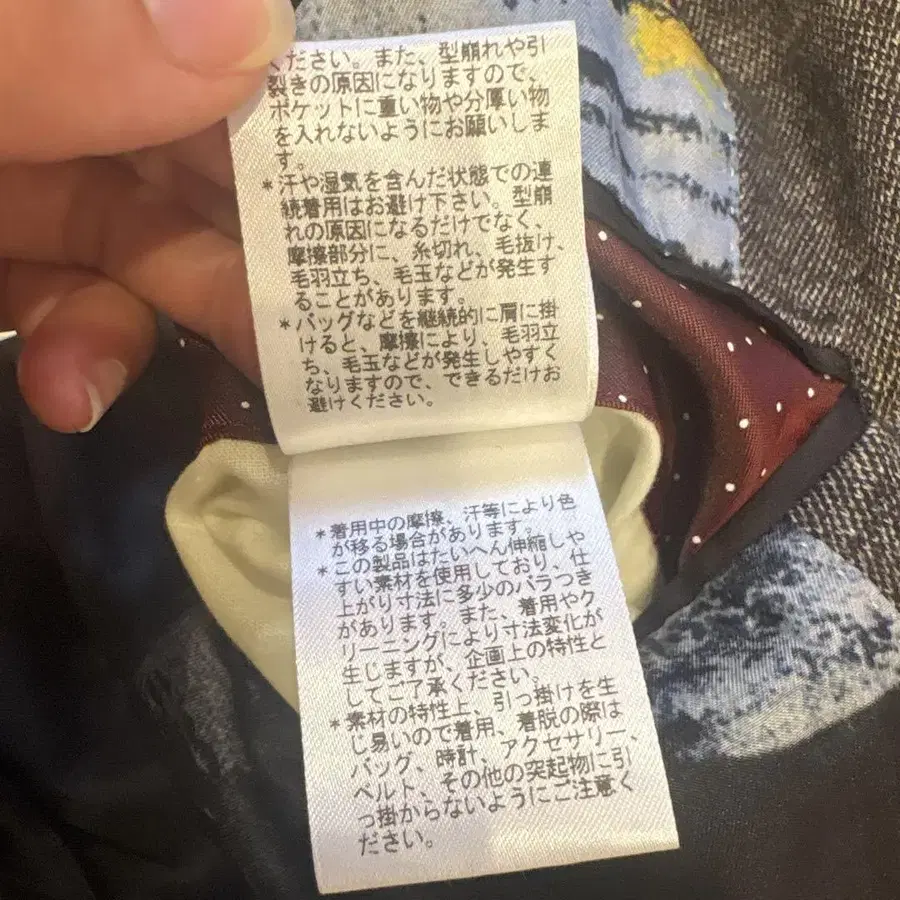 ください。また、型崩れや引
裂きの原因になりますので、
ポケットに重い物や分厚い物
を入れないようにお願いしま
す。
*汗や湿気を含んだ状態での連
続着用はお避け下さい。型崩
れの原因になるだけでなく、
摩擦部分に、糸切れ、毛抜け、
毛羽立ち、毛玉などが発生す
ることがあります。
*バッグなどを継続的に肩に掛
けると、摩擦により、毛羽立
ち、毛玉などが発生しやすく
なりますので、できるだけお
避けください。
*着用中の摩擦、汗等により色
が移る場合があります。
*この製品はたいへん伸縮しや
すい素材を使用しており、仕
上がり寸法に多少のバラつき
があります。また、着用やク
リーニングにより寸法変化が
生じますが、企画上の特性と
してご了承ください。
*素材の特性上、引っ掛けを生
じ易いので着用、着脱の際は
バッグ、時計、アクセサリー、
ベルト、その他の突起物に引
っ掛からないようにご注意く
ださい。